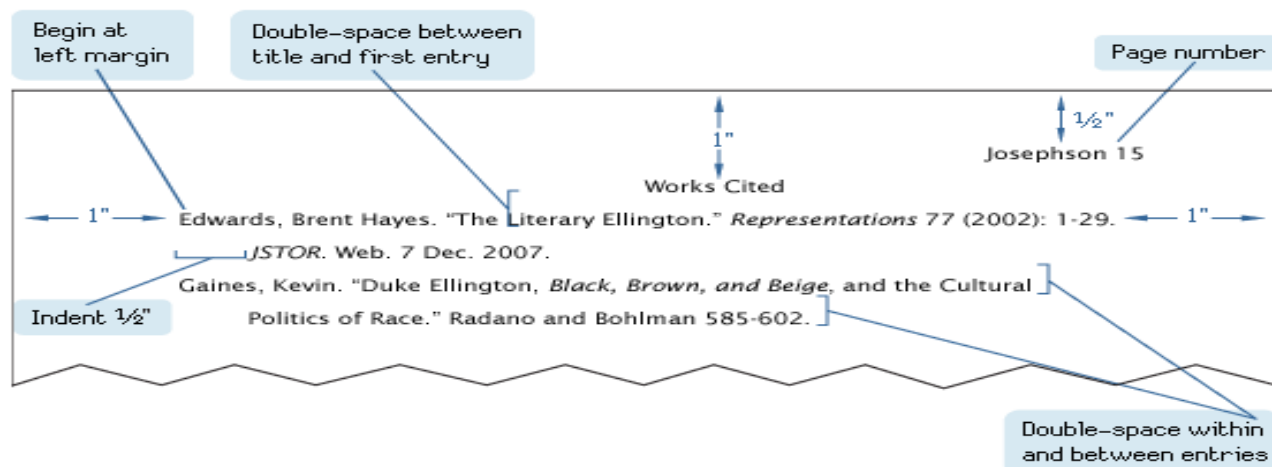 Begin at
left margin
Double-space between
title and first entry
Page number
1"
½"
Josephson 15
Works Cited
1"
Edwards, Brent Hayes. “The Literary Ellington.” Representations 77 (2002): 1-29.
1"
JSTOR. Web. 7 Dec. 2007.
Gaines, Kevin. “Duke Ellington, Black, Brown, and Beige, and the Cultural
Indent ½"
Politics of Race.” Radano and Bohlman 585-602.
Double-space within
and between entries